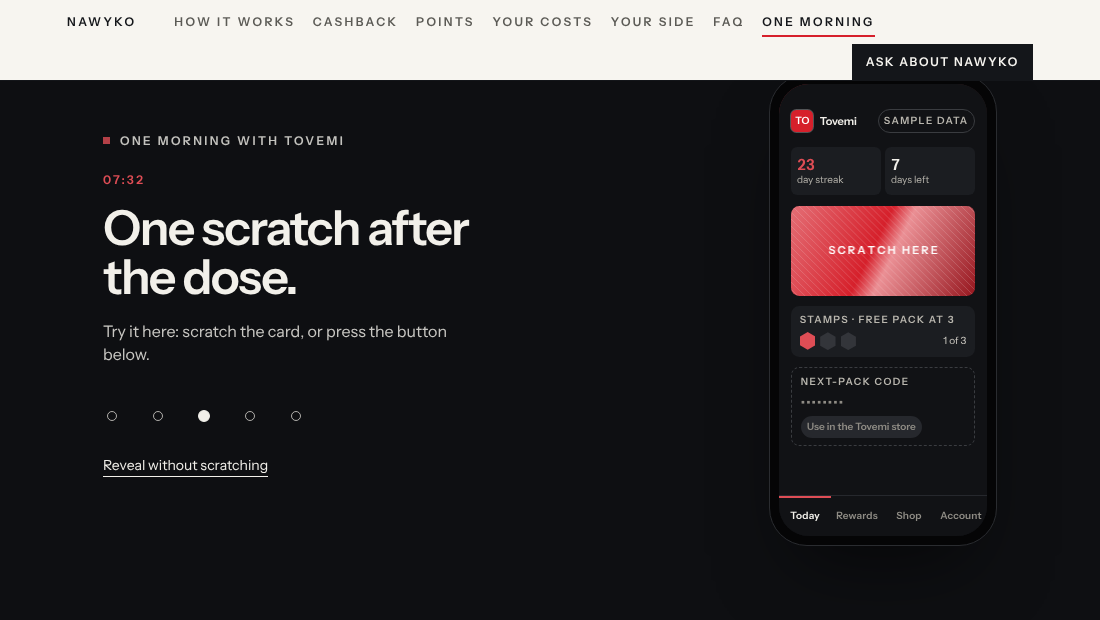 NAWYKO
HOW IT WORKS
CASHBACK
POINTS
YOUR COSTS
YOUR SIDE
FAQ
ONE MORNING
ASK ABOUT NAWYKO
ONE MORNING WITH TOVEMI
07:32
One scratch after
the dose.
Try it here: scratch the card, or press the button
below.
Reveal without scratching
TO
Tovemi
SAMPLE DATA
23
day streak
7
days left
SCRATCH HERE
STAMPS · FREE PACK AT 3
1 of 3
NEXT-PACK CODE
Use in the Tovemi store
Today
Rewards
Shop
Account